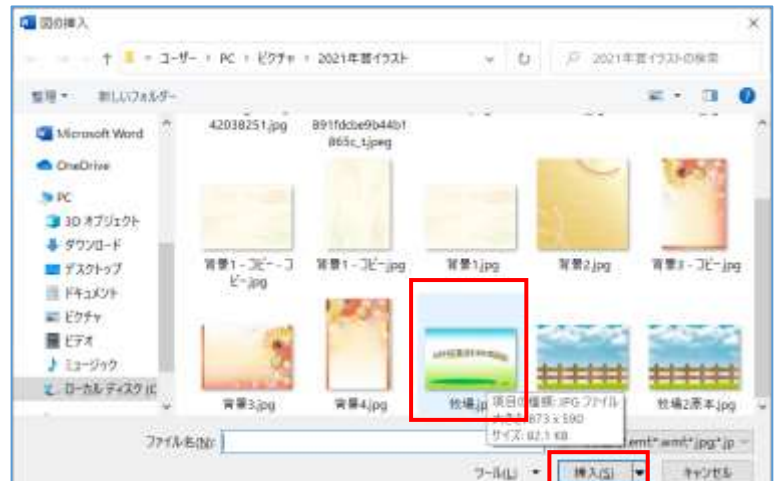 図の挿入
ユーザー › PC › ピクチャ › 2021年賀イラスト
2021年賀イラストの検索
整理 新しいフォルダー
Microsoft Word
OneDrive
PC
3D オブジェクト
ダウンロード
デスクトップ
ドキュメント
ピクチャ
ビデオ
ミュージック
ローカル ディスク (C
42038251.jpg
891fdcbe9b44b1
865c_t.jpeg
背景1 - コピー - コ
ピー.jpg
背景1 - コピー.jpg
背景1.jpg
背景2.jpg
背景3 - コピー.jpg
背景3.jpg
背景4.jpg
牧場.jp
牧場2原本.jpg
項目の種類: JPG ファイル
大きさ: 873 x 590
サイズ: 82.1 KB
ファイル名(N):
ツール(L)
挿入(S)
キャンセル